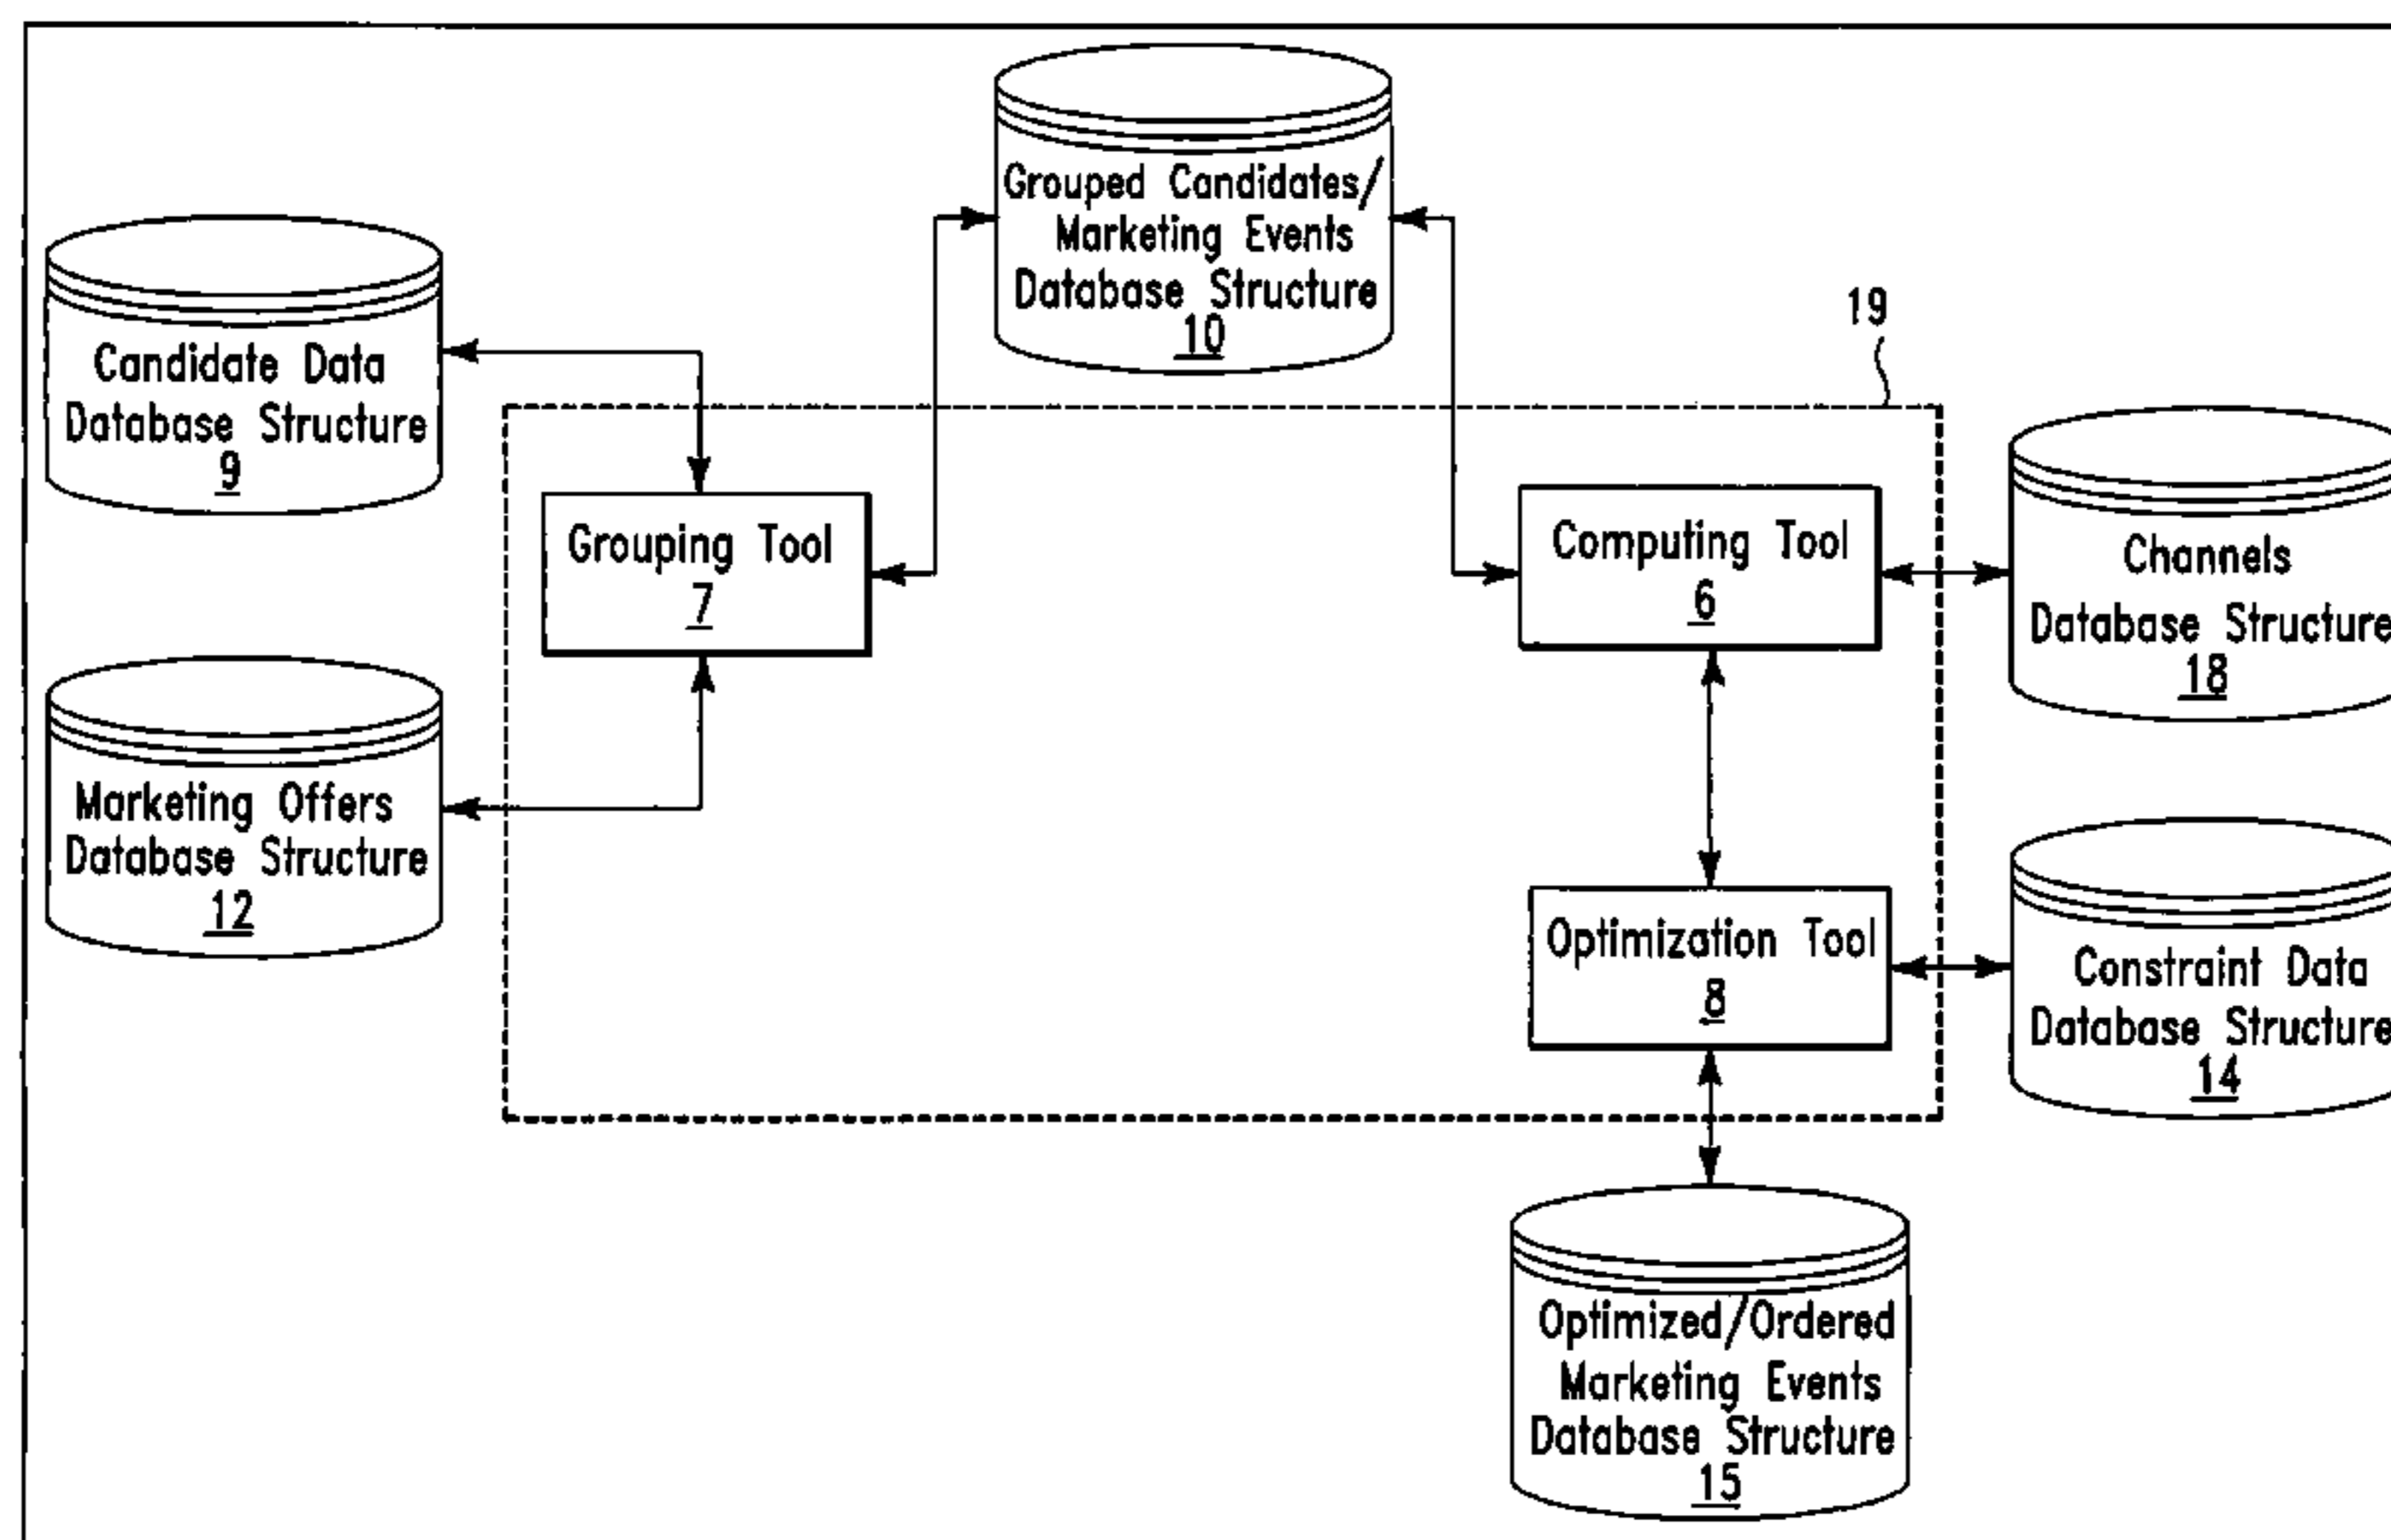 Grouped Candidates/
Marketing Events
Database Structure
10
19
Candidate Data
Database Structure
9
Grouping Tool
7
Computing Tool
6
Channels
Database Structure
18
Marketing Offers
Database Structure
12
Optimization Tool
8
Constraint Data
Database Structure
14
Optimized/Ordered
Marketing Events
Database Structure
15